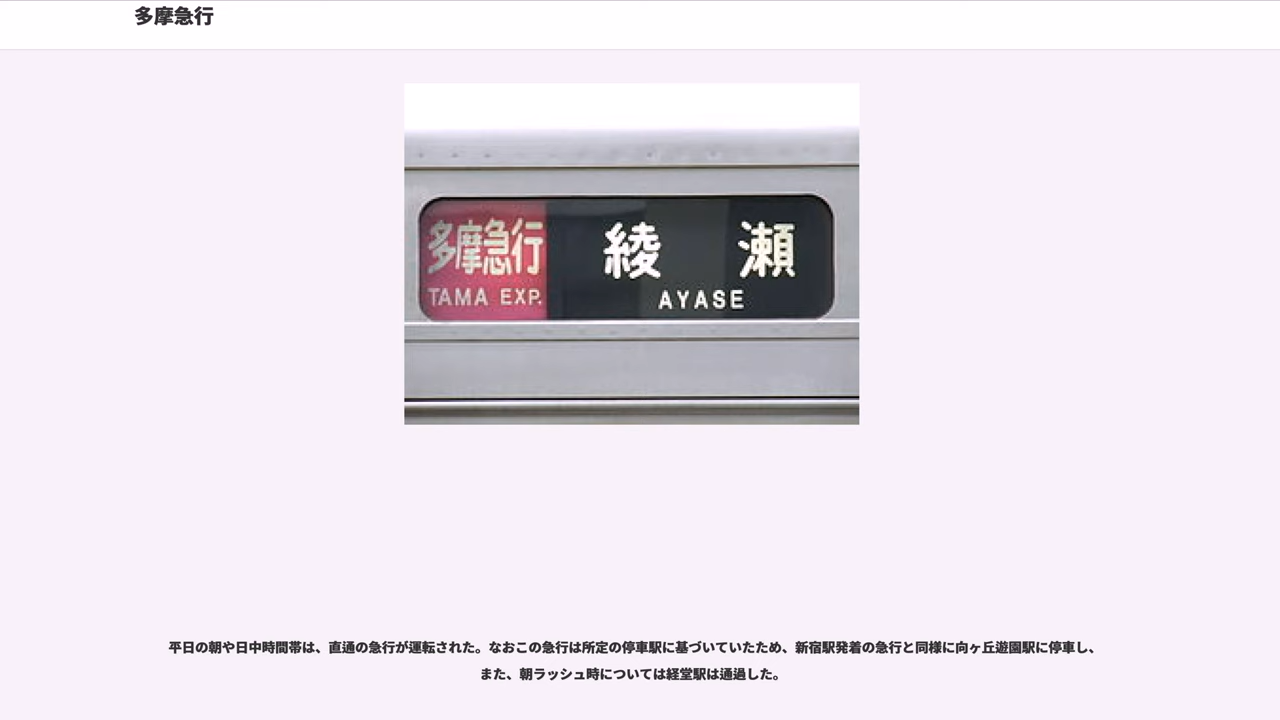 多摩急行
多摩急行 綾瀬
TAMA EXP. AYASE
平日の朝や日中時間帯は、直通の急行が運転された。なおこの急行は所定の停車駅に基づいていたため、新宿駅発着の急行と同様に向ヶ丘遊園駅に停車し、
また、朝ラッシュ時については経堂駅は通過した。